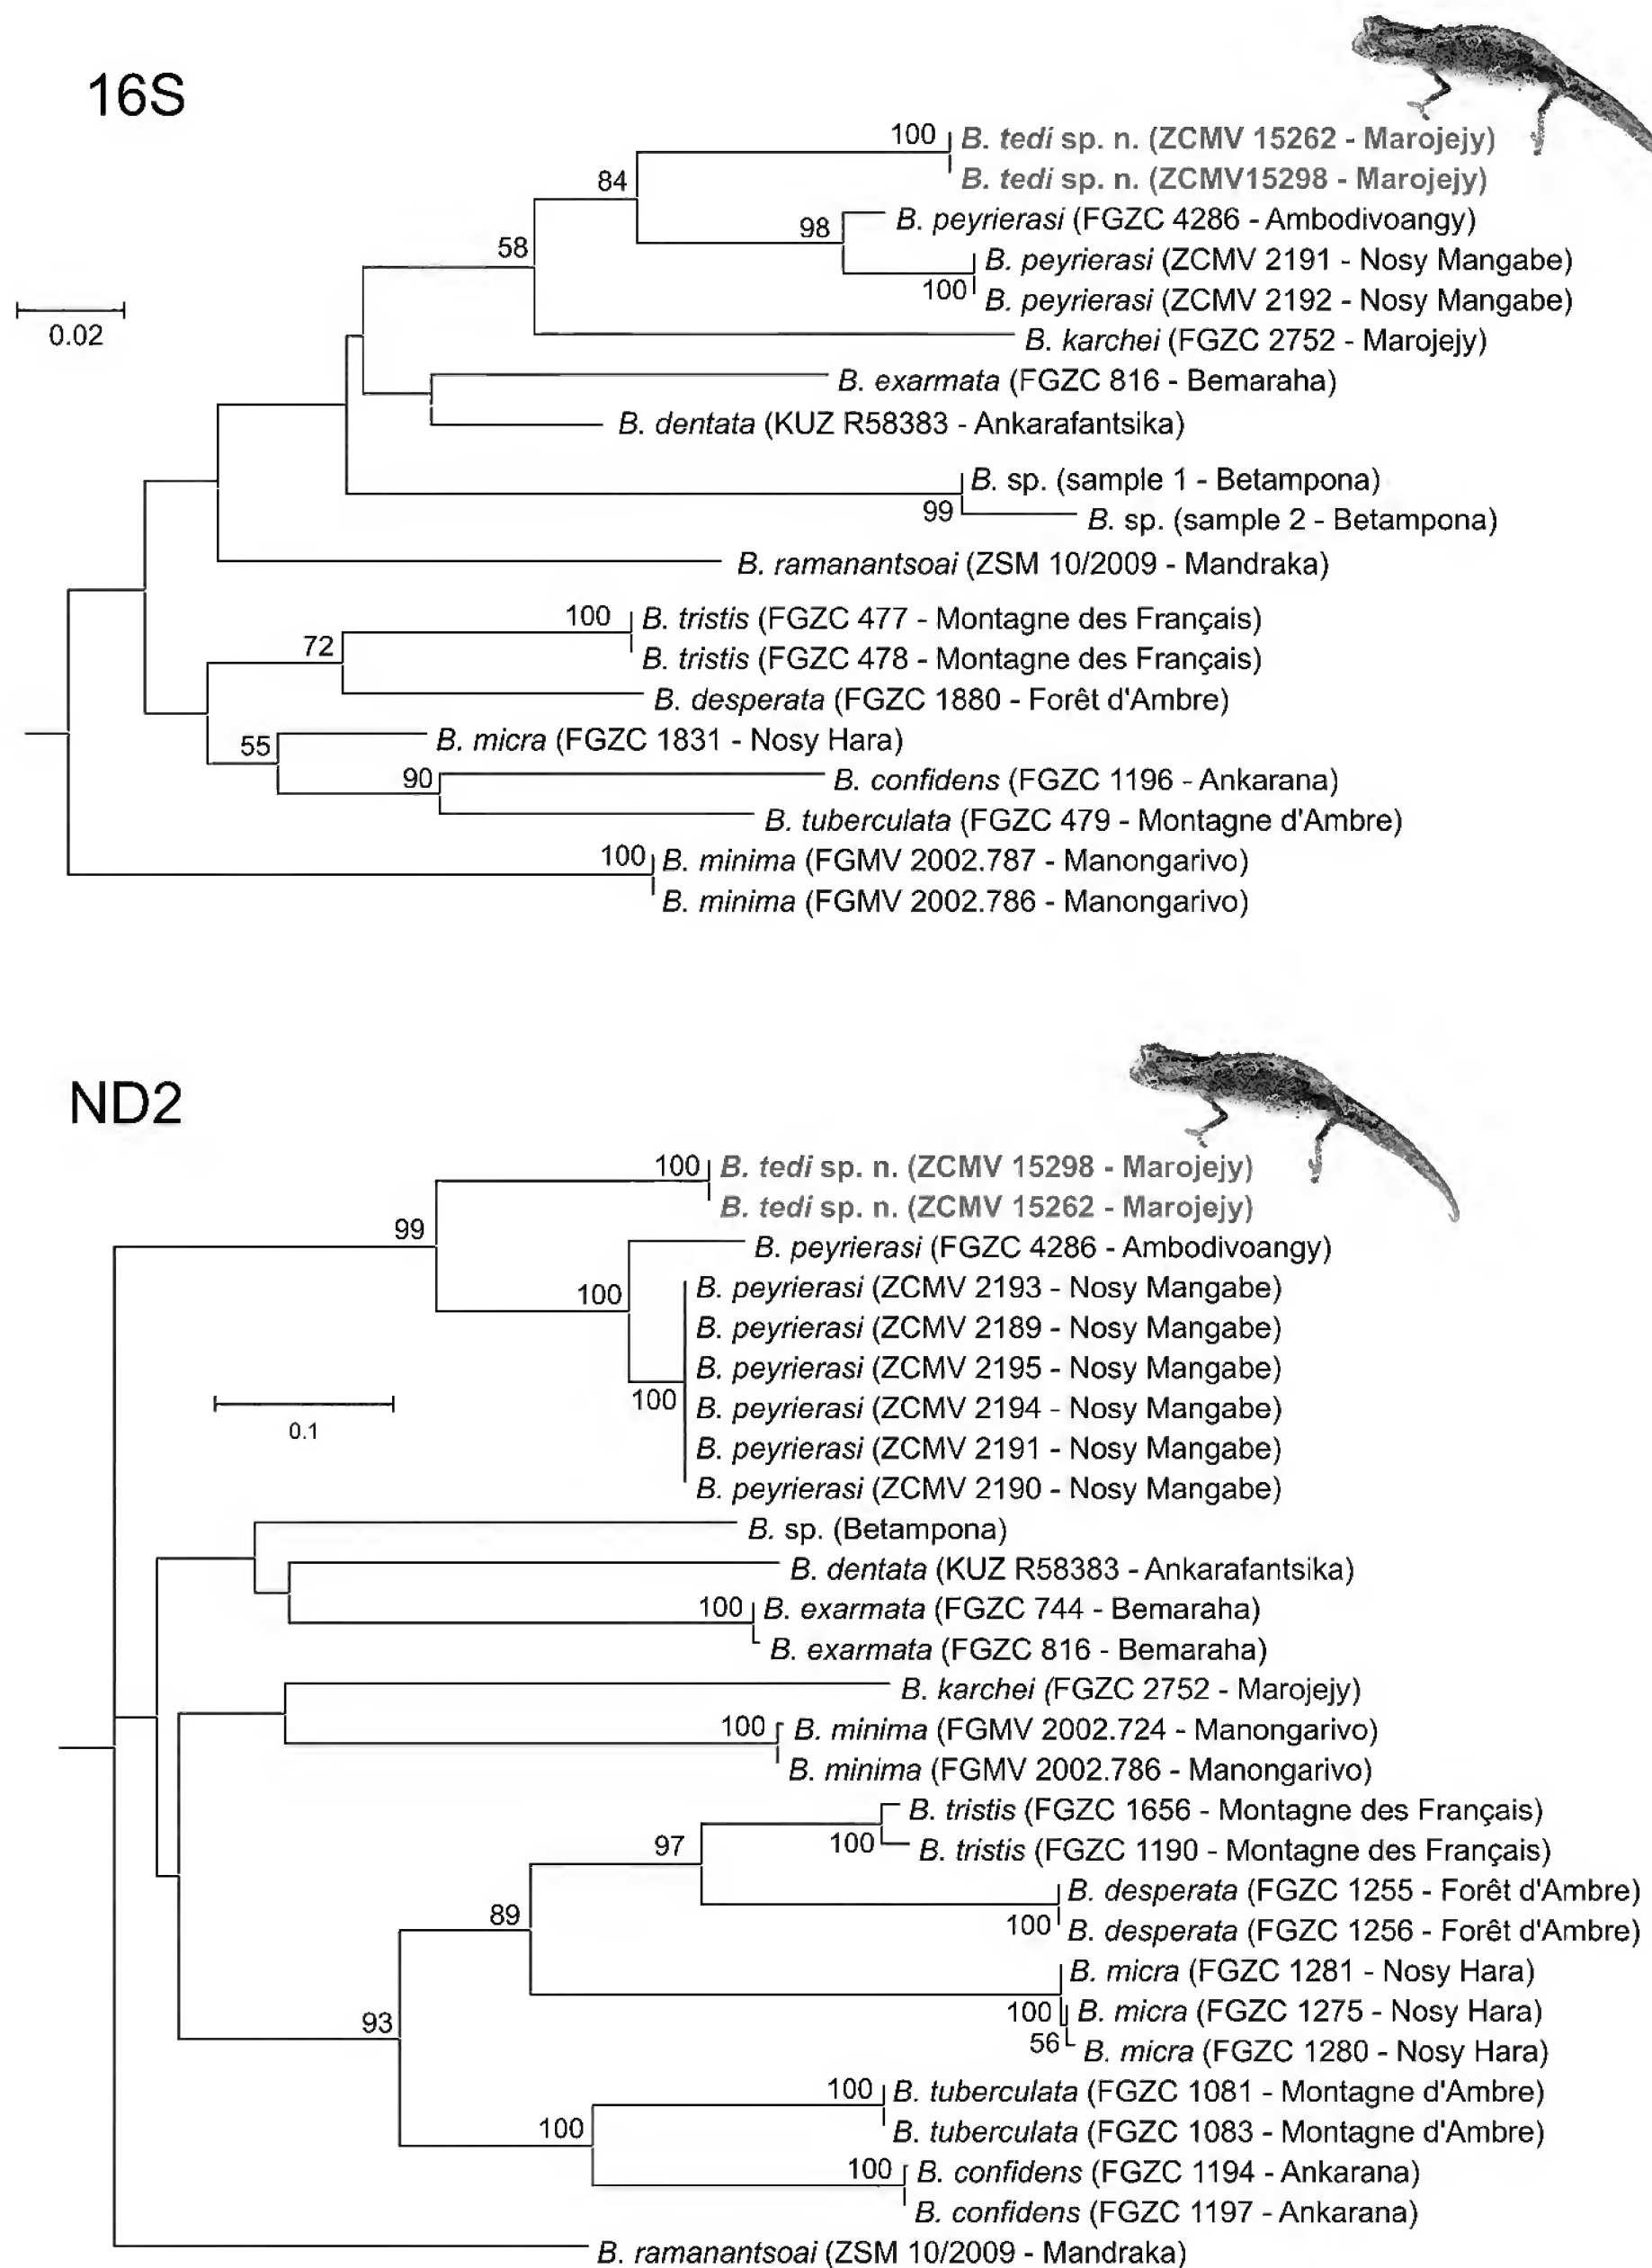 16S
100 B. tedi sp. n. (ZCMV 15262 - Marojejy)
B. tedi sp. n. (ZCMV15298 - Marojejy)
84
98 B. peyrierasi (FGZC 4286 - Ambodivoangy)
58
B. peyrierasi (ZCMV 2191 - Nosy Mangabe)
100 B. peyrierasi (ZCMV 2192 - Nosy Mangabe)
0.02
B. karchei (FGZC 2752 - Marojejy)
B. exarmata (FGZC 816 - Bemaraha)
B. dentata (KUZ R58383 - Ankarafantsika)
B. sp. (sample 1 - Betampona)
99 B. sp. (sample 2 - Betampona)
B. ramanantsoai (ZSM 10/2009 - Mandraka)
100 B. tristis (FGZC 477 - Montagne des Français)
72
B. tristis (FGZC 478 - Montagne des Français)
B. desperata (FGZC 1880 - Forêt d'Ambre)
55 B. micra (FGZC 1831 - Nosy Hara)
90 B. confidens (FGZC 1196 - Ankarana)
B. tuberculata (FGZC 479 - Montagne d'Ambre)
100 B. minima (FGMV 2002.787 - Manongarivo)
B. minima (FGMV 2002.786 - Manongarivo)
ND2
100 B. tedi sp. n. (ZCMV 15298 - Marojejy)
B. tedi sp. n. (ZCMV 15262 - Marojejy)
99
B. peyrierasi (FGZC 4286 - Ambodivoangy)
100 B. peyrierasi (ZCMV 2193 - Nosy Mangabe)
B. peyrierasi (ZCMV 2189 - Nosy Mangabe)
B. peyrierasi (ZCMV 2195 - Nosy Mangabe)
100 B. peyrierasi (ZCMV 2194 - Nosy Mangabe)
0.1
B. peyrierasi (ZCMV 2191 - Nosy Mangabe)
B. peyrierasi (ZCMV 2190 - Nosy Mangabe)
B. sp. (Betampona)
B. dentata (KUZ R58383 - Ankarafantsika)
100 B. exarmata (FGZC 744 - Bemaraha)
B. exarmata (FGZC 816 - Bemaraha)
B. karchei (FGZC 2752 - Marojejy)
100 B. minima (FGMV 2002.724 - Manongarivo)
B. minima (FGMV 2002.786 - Manongarivo)
B. tristis (FGZC 1656 - Montagne des Français)
97 100 B. tristis (FGZC 1190 - Montagne des Français)
B. desperata (FGZC 1255 - Forêt d'Ambre)
89
100 B. desperata (FGZC 1256 - Forêt d'Ambre)
B. micra (FGZC 1281 - Nosy Hara)
100 B. micra (FGZC 1275 - Nosy Hara)
93
56 B. micra (FGZC 1280 - Nosy Hara)
100 B. tuberculata (FGZC 1081 - Montagne d'Ambre)
100 B. tuberculata (FGZC 1083 - Montagne d'Ambre)
100 B. confidens (FGZC 1194 - Ankarana)
B. confidens (FGZC 1197 - Ankarana)
B. ramanantsoai (ZSM 10/2009 - Mandraka)